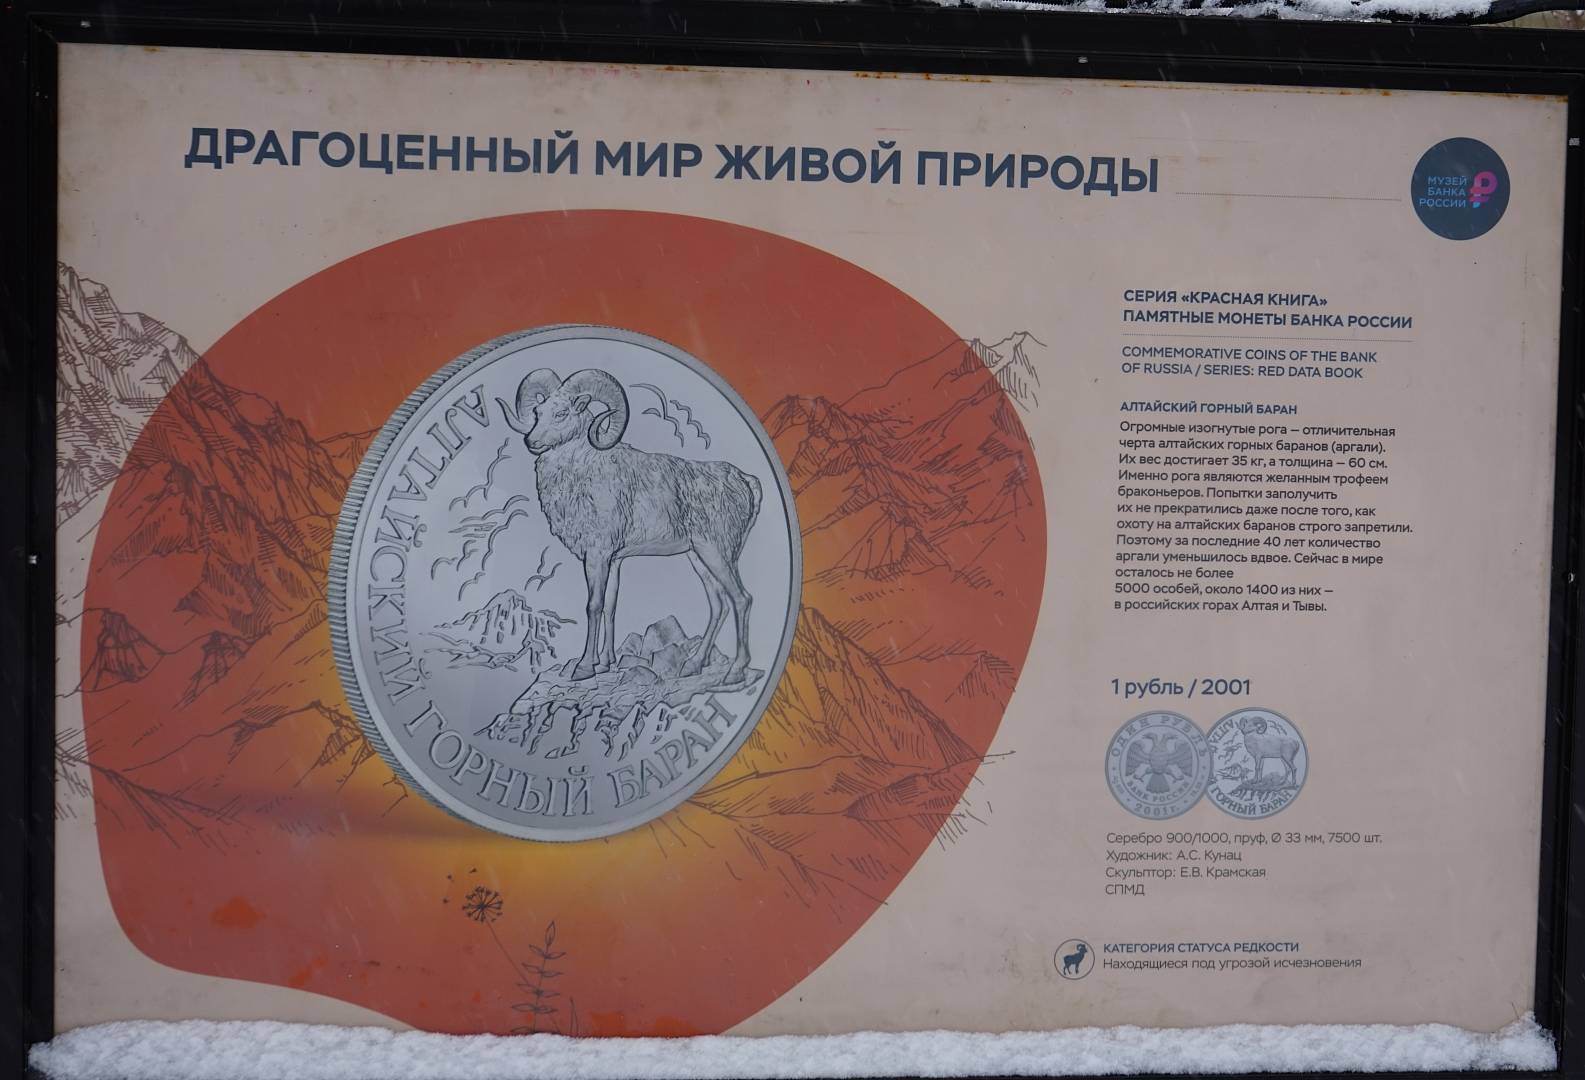 ДРАГОЦЕННЫЙ МИР ЖИВОЙ ПРИРОДЫ
МУЗЕЙ
БАНКА
РОССИИ
СЕРИЯ «КРАСНАЯ КНИГА»
ПАМЯТНЫЕ МОНЕТЫ БАНКА РОССИИ
COMMEMORATIVE COINS OF THE BANK
OF RUSSIA / SERIES: RED DATA BOOK
АЛТАЙСКИЙ ГОРНЫЙ БАРАН
АЛТАЙСКИЙ ГОРНЫЙ БАРАН
Огромные изогнутые рога — отличительная
черта алтайских горных баранов (аргали).
Их вес достигает 35 кг, а толщина — 60 см.
Именно рога являются желанным трофеем
браконьеров. Попытки заполучить
их не прекратились даже после того, как
охоту на алтайских баранов строго запретили.
Поэтому за последние 40 лет количество
аргали уменьшилось вдвое. Сейчас в мире
осталось не более
5000 особей, около 1400 из них —
в российских горах Алтая и Тывы.
1 рубль / 2001
ОДИН РУБЛЬ
БАНК РОССИИ
2001 г.
ГОРНЫЙ БАРАН
Серебро 900/1000, пруф, Ø 33 мм, 7500 шт.
Художник: А.С. Кунац
Скульптор: Е.В. Крамская
СПМД
КАТЕГОРИЯ СТАТУСА РЕДКОСТИ
Находящиеся под угрозой исчезновения